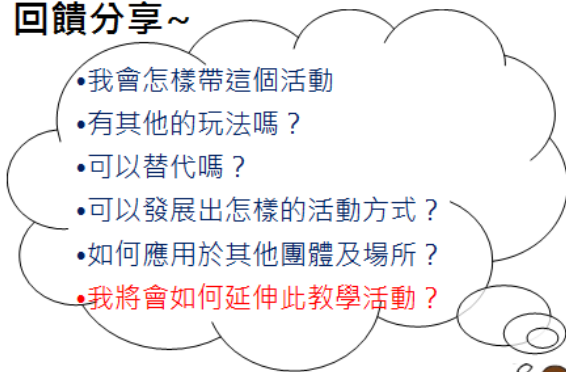 回饋分享~
•我會怎樣帶這個活動
•有其他的玩法嗎？
•可以替代嗎？
•可以發展出怎樣的活動方式？
•如何應用於其他團體及場所？
•我將會如何延伸此教學活動？